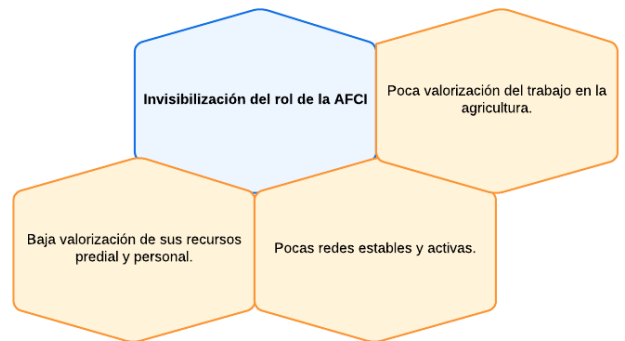 Invisibilización del rol de la AFCI
Poca valorización del trabajo en la
agricultura.
Baja valorización de sus recursos
predial y personal.
Pocas redes estables y activas.